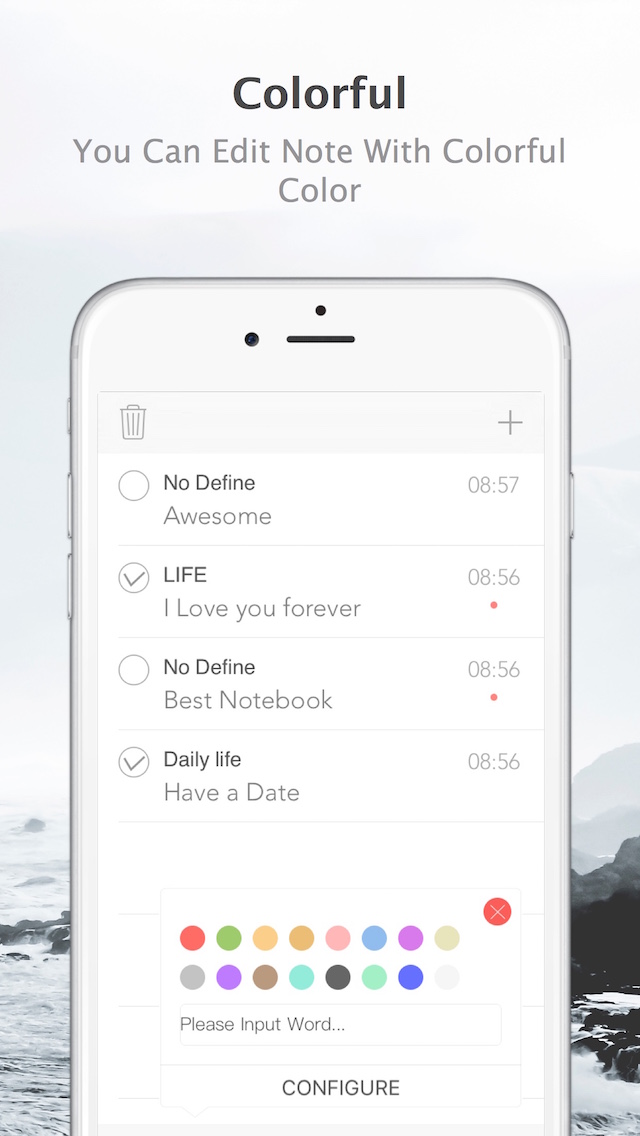 Colorful
You Can Edit Note With Colorful
Color
No Define
08:57
Awesome
LIFE
08:56
I Love you forever
No Define
08:56
Best Notebook
Daily life
08:56
Have a Date
Please Input Word...
CONFIGURE